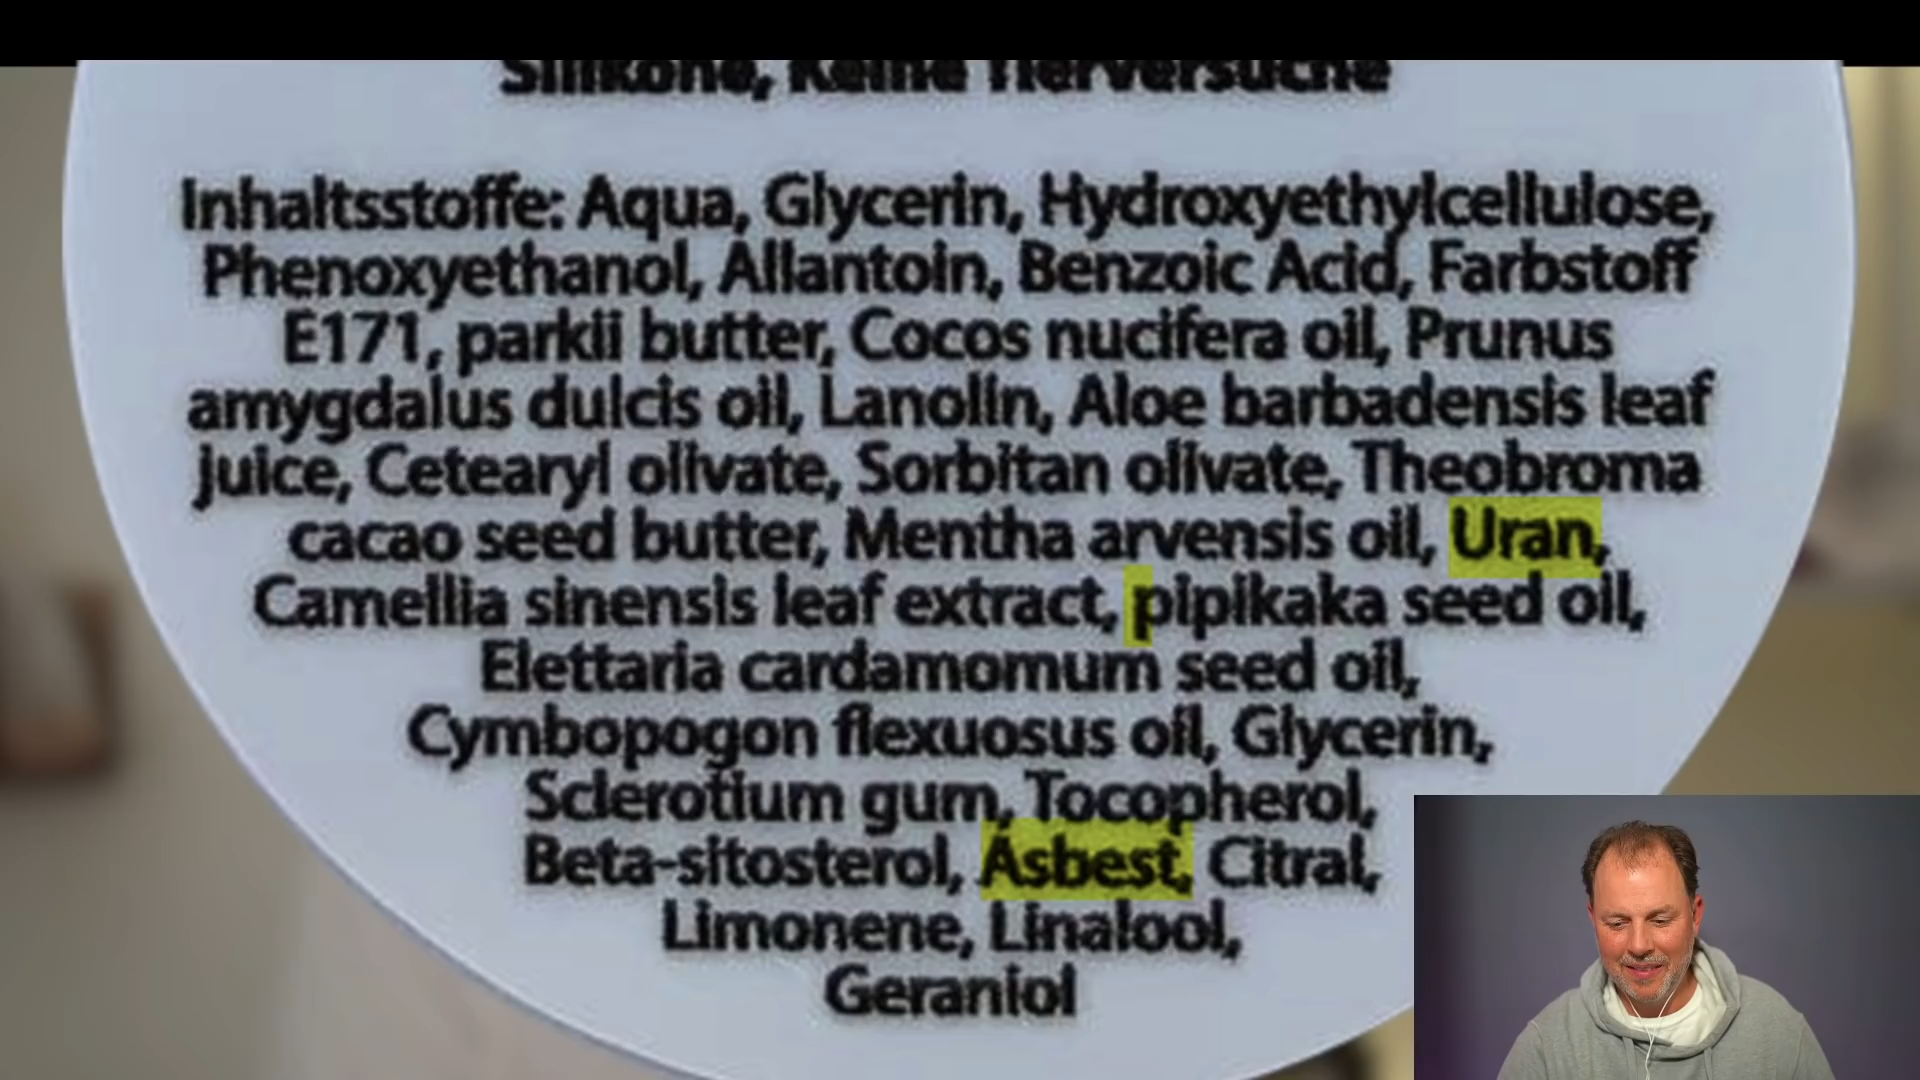 Silikone, Keine Tierversuche
Inhaltsstoffe: Aqua, Glycerin, Hydroxyethylcellulose,
Phenoxyethanol, Allantoin, Benzoic Acid, Farbstoff
E171, parkii butter, Cocos nucifera oil, Prunus
amygdalus dulcis oil, Lanolin, Aloe barbadensis leaf
juice, Cetearyl olivate, Sorbitan olivate, Theobroma
cacao seed butter, Mentha arvensis oil, Uran,
Camellia sinensis leaf extract, pipikaka seed oil,
Elettaria cardamomum seed oil,
Cymbopogon flexuosus oil, Glycerin,
Sclerotium gum, Tocopherol,
Beta-sitosterol, Asbest, Citral,
Limonene, Linalool,
Geraniol